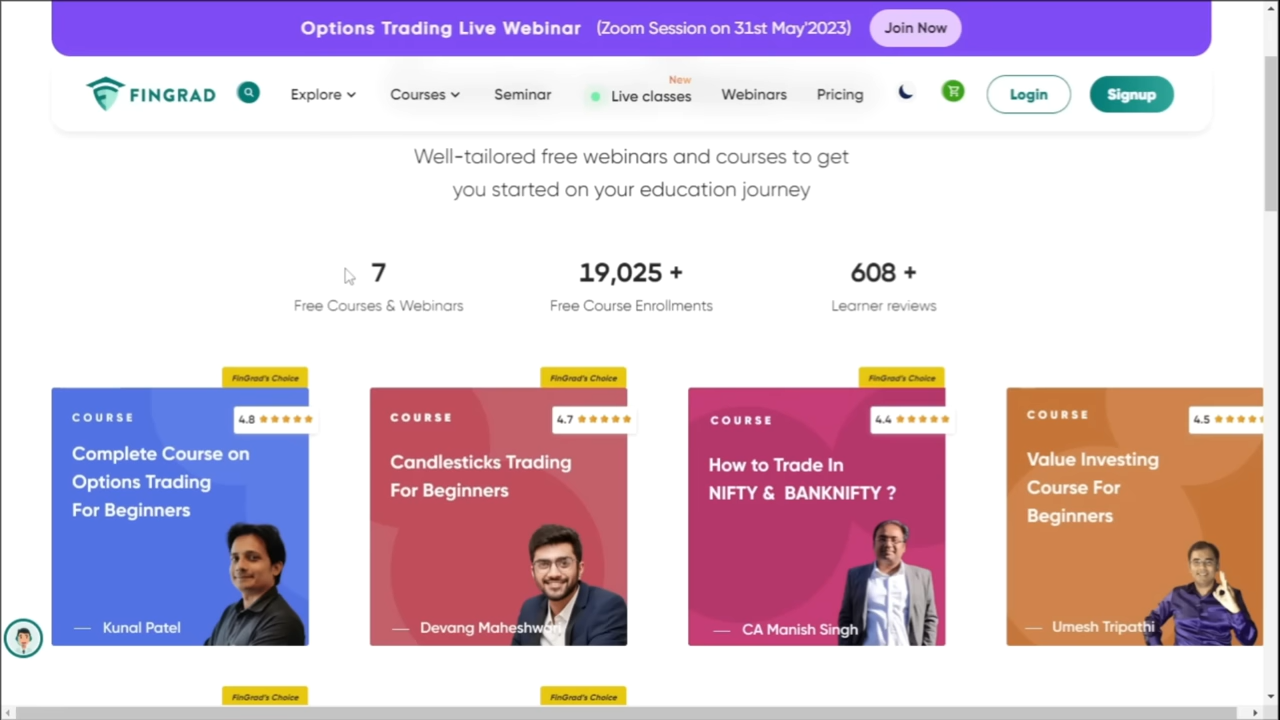 Options Trading Live Webinar (Zoom Session on 31st May'2023) Join Now
FINGRAD Explore Courses Seminar Live classes New Webinars Pricing Login Signup
Well-tailored free webinars and courses to get
you started on your education journey
7 19,025 + 608 +
Free Courses & Webinars Free Course Enrollments Learner reviews
FinGrad's Choice FinGrad's Choice FinGrad's Choice
COURSE 4.8
Complete Course on
Options Trading
For Beginners
Kunal Patel
COURSE 4.7
Candlesticks Trading
For Beginners
Devang Maheshwari
COURSE 4.4
How to Trade In
NIFTY & BANKNIFTY ?
CA Manish Singh
COURSE 4.5
Value Investing
Course For
Beginners
Umesh Tripathi
FinGrad's Choice FinGrad's Choice